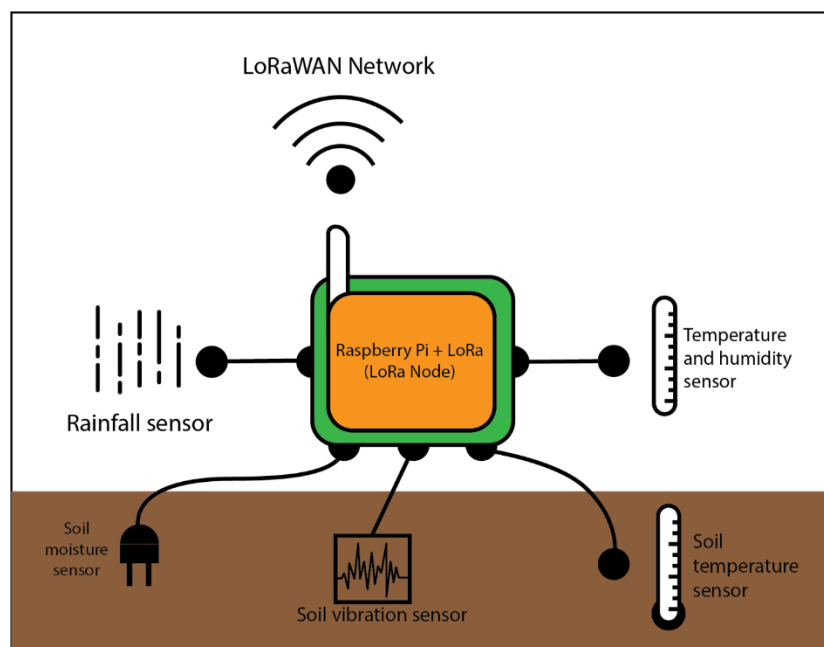 LoRaWAN Network
Raspberry Pi + LoRa
(LoRa Node)
Temperature
and humidity
sensor
Rainfall sensor
Soil
moisture
sensor
Soil vibration sensor
Soil
temperature
sensor